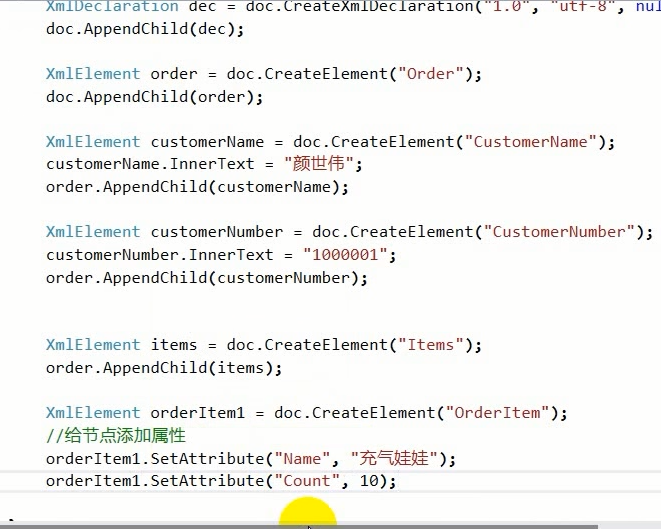 XmlDeclaration dec = doc.CreateXmlDeclaration("1.0", "utf-8", nul
doc.AppendChild(dec);
XmlElement order = doc.CreateElement("Order");
doc.AppendChild(order);
XmlElement customerName = doc.CreateElement("CustomerName");
customerName.InnerText = "颜世伟";
order.AppendChild(customerName);
XmlElement customerNumber = doc.CreateElement("CustomerNumber");
customerNumber.InnerText = "1000001";
order.AppendChild(customerNumber);
XmlElement items = doc.CreateElement("Items");
order.AppendChild(items);
XmlElement orderItem1 = doc.CreateElement("OrderItem");
//给节点添加属性
orderItem1.SetAttribute("Name", "充气娃娃");
orderItem1.SetAttribute("Count", 10);